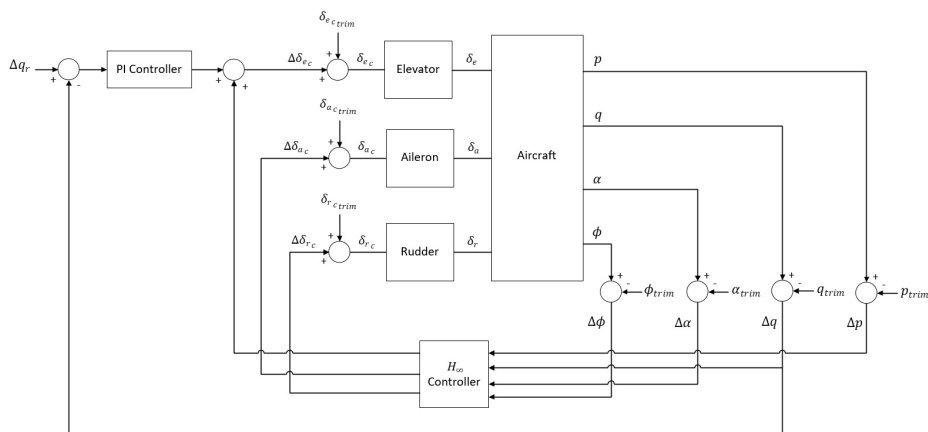 δ_{e_{c_{trim}}}
Δq_r
+
-
PI Controller
+
+
Δδ_{e_c}
+
+
δ_{e_c}
Elevator
δ_e
p
δ_{a_{c_{trim}}}
q
Δδ_{a_c}
+
+
δ_{a_c}
Aileron
δ_a
Aircraft
α
δ_{r_{c_{trim}}}
Δδ_{r_c}
+
+
δ_{r_c}
Rudder
δ_r
ϕ
+
-
ϕ_{trim}
+
-
α_{trim}
+
-
q_{trim}
+
-
p_{trim}
Δϕ
Δα
Δq
Δp
H_∞
Controller